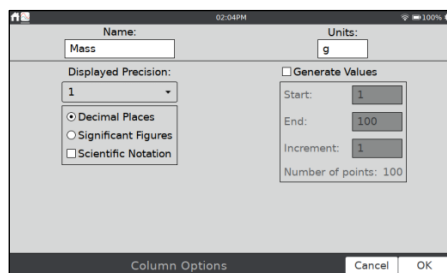 02:04PM
100%
Name:
Units:
Mass
g
Displayed Precision:
Generate Values
1
Start:
1
Decimal Places
End:
100
Significant Figures
Increment:
1
Scientific Notation
Number of points: 100
Column Options
Cancel
OK